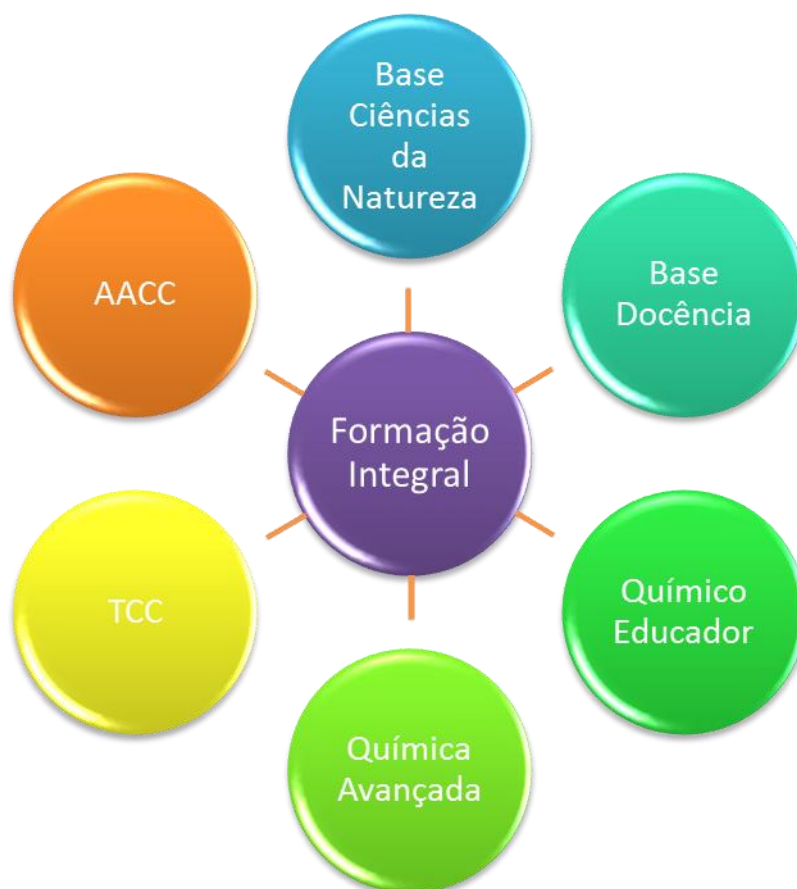 Base
Ciências
da
Natureza
AACC
Base
Docência
Formação
Integral
TCC
Químico
Educador
Química
Avançada